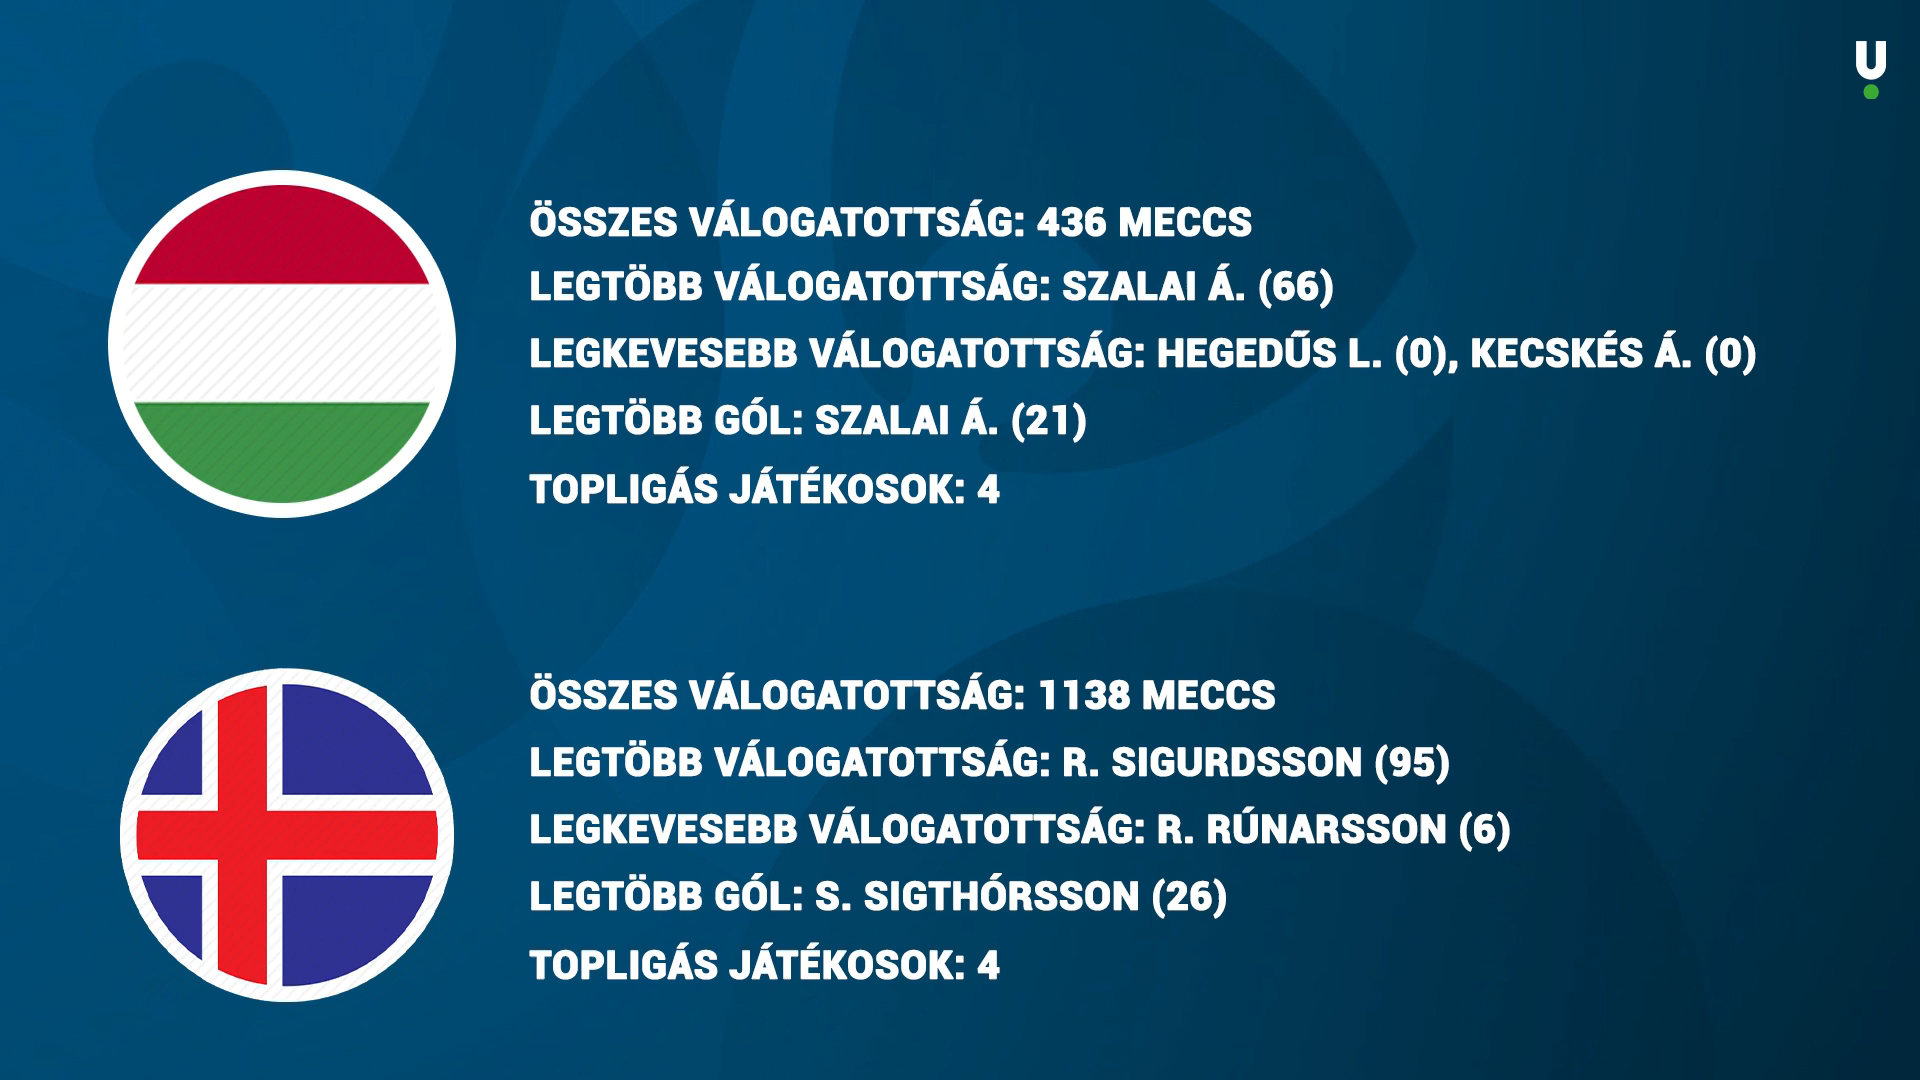 U
ÖSSZES VÁLOGATOTTSÁG: 436 MECCS
LEGTÖBB VÁLOGATOTTSÁG: SZALAI Á. (66)
LEGKEVESEBB VÁLOGATOTTSÁG: HEGEDŰS L. (0), KECSKÉS Á. (0)
LEGTÖBB GÓL: SZALAI Á. (21)
TOPLIGÁS JÁTÉKOSOK: 4
ÖSSZES VÁLOGATOTTSÁG: 1138 MECCS
LEGTÖBB VÁLOGATOTTSÁG: R. SIGURDSSON (95)
LEGKEVESEBB VÁLOGATOTTSÁG: R. RÚNARSSON (6)
LEGTÖBB GÓL: S. SIGTHÓRSSON (26)
TOPLIGÁS JÁTÉKOSOK: 4